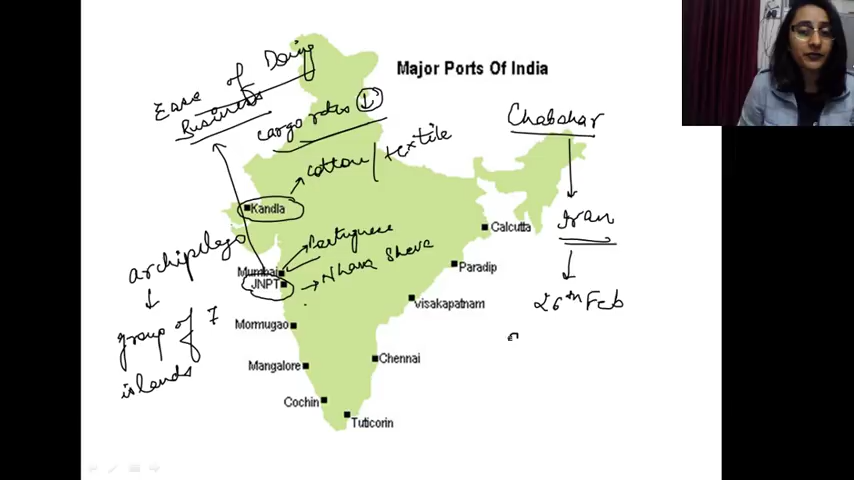 Major Ports Of India
Ease of Doing
Business
cargo rates ↓
Chabahar
cotton / textile
Kandla
Iran
Portuguese
Calcutta
archipelago
Nhava Sheva
Mumbai
JNPT
Paradip
26th Feb
visakapatnam
group of 7
islands
Mormugao
Chennai
Mangalore
Cochin
Tuticorin